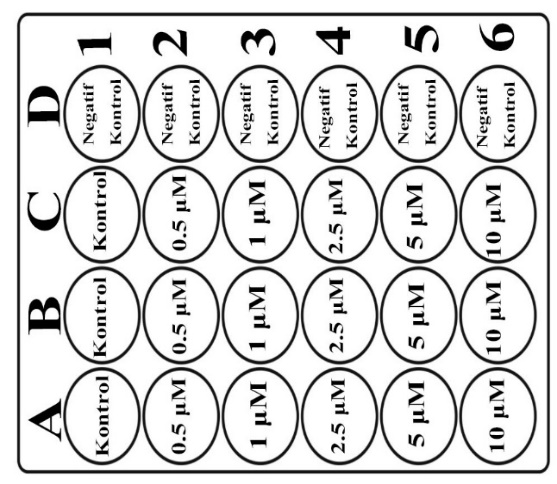 A B C D
Kontrol Kontrol Kontrol Negatif Kontrol 1
0.5 µM 0.5 µM 0.5 µM Negatif Kontrol 2
1 µM 1 µM 1 µM Negatif Kontrol 3
2.5 µM 2.5 µM 2.5 µM Negatif Kontrol 4
5 µM 5 µM 5 µM Negatif Kontrol 5
10 µM 10 µM 10 µM Negatif Kontrol 6